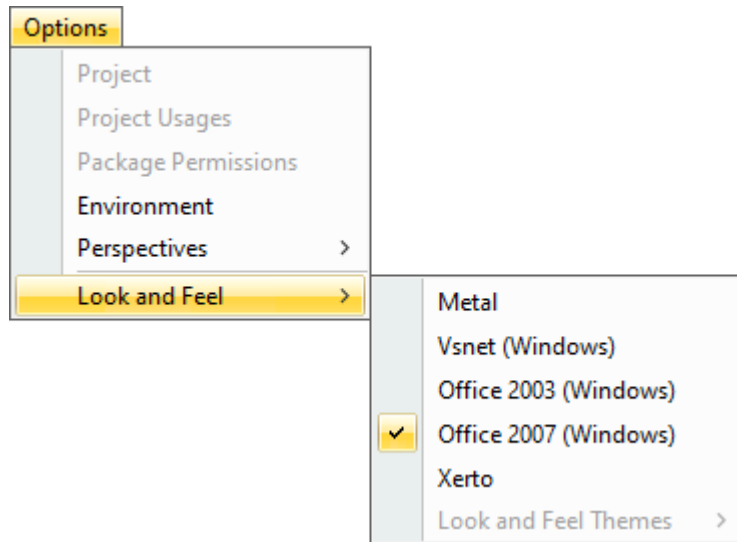 Options
Project
Project Usages
Package Permissions
Environment
Perspectives
Look and Feel
Metal
Vsnet (Windows)
Office 2003 (Windows)
Office 2007 (Windows)
Xerto
Look and Feel Themes